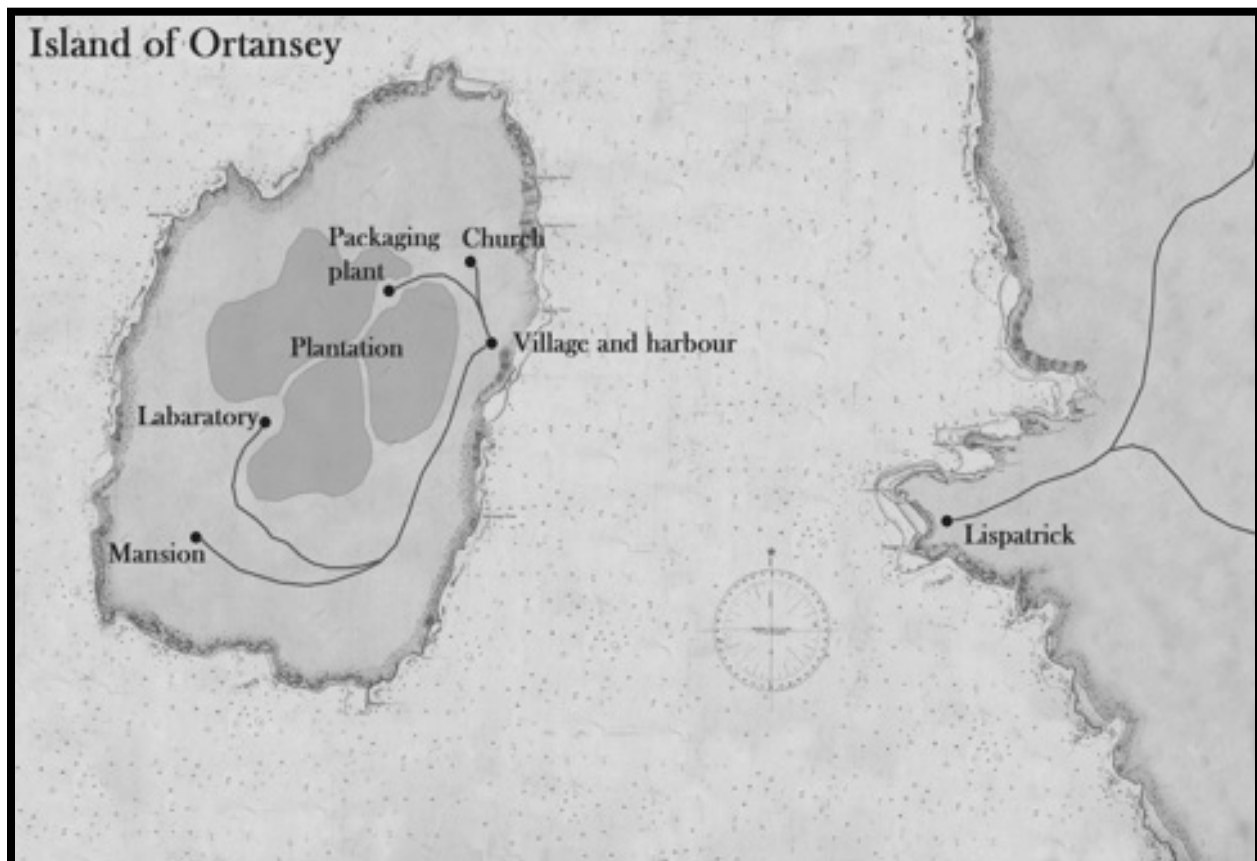 Island of Ortansey
Packaging
plant
Church
Plantation
Village and harbour
Labaratory
Mansion
Lispatrick